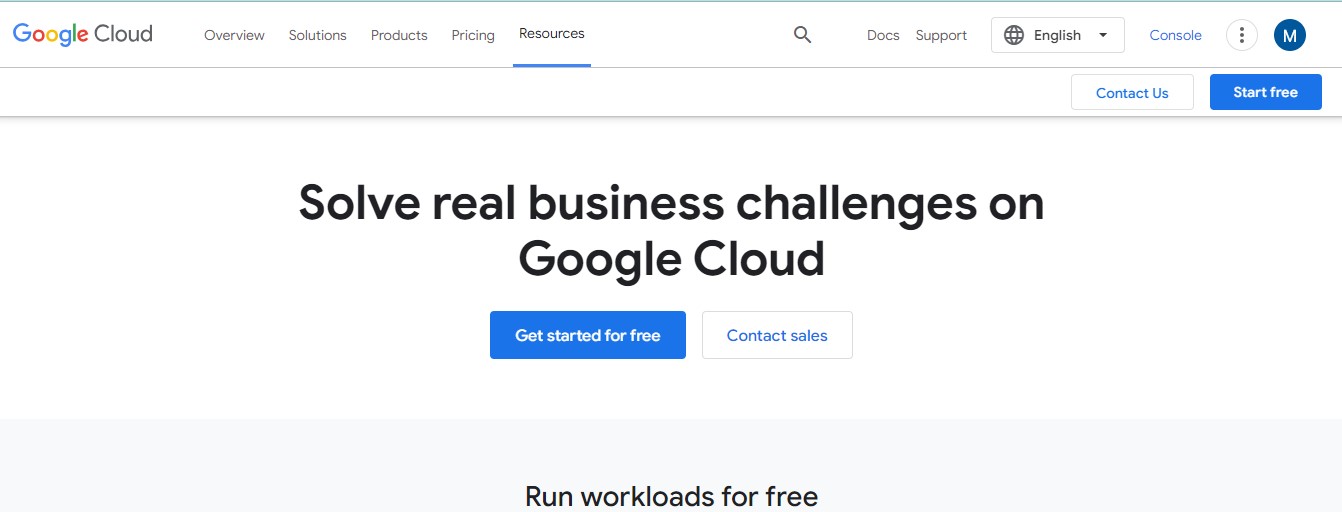 Google Cloud Overview Solutions Products Pricing Resources Docs Support English Console M
Contact Us Start free
Solve real business challenges on
Google Cloud
Get started for free Contact sales
Run workloads for free